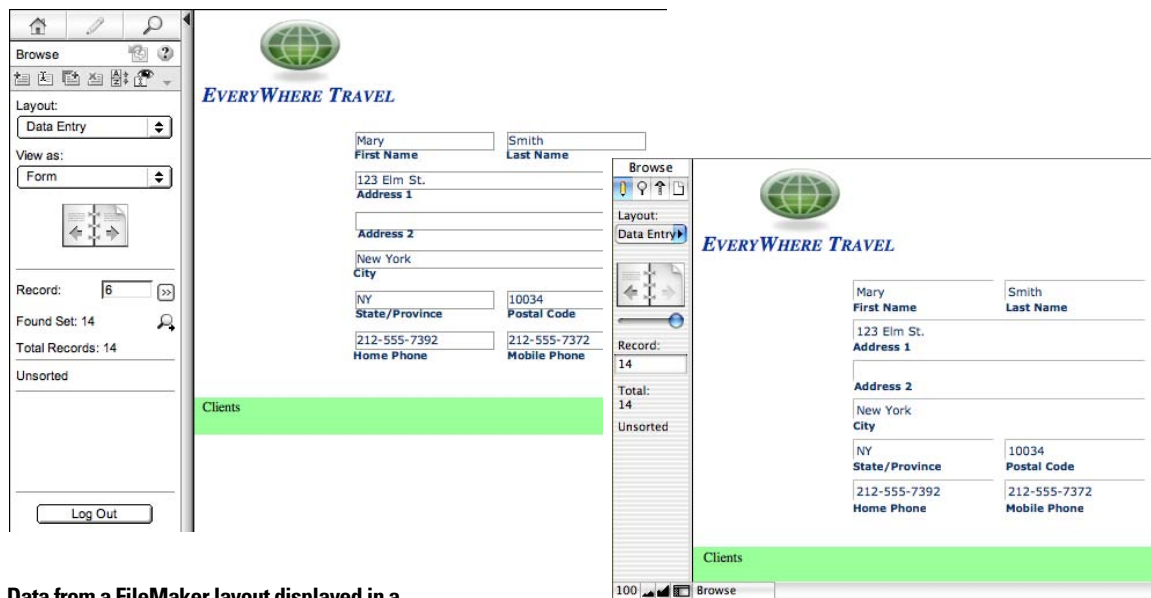 Browse
Layout:
Data Entry
View as:
Form
Record: 6
Found Set: 14
Total Records: 14
Unsorted
Log Out
EVERYWHERE TRAVEL
Mary Smith
First Name Last Name
123 Elm St.
Address 1
Address 2
New York
City
NY 10034
State/Province Postal Code
212-555-7392 212-555-7372
Home Phone Mobile Phone
Clients
Browse
Layout:
Data Entry
Record:
14
Total:
14
Unsorted
EVERYWHERE TRAVEL
Mary Smith
First Name Last Name
123 Elm St.
Address 1
Address 2
New York
City
NY 10034
State/Province Postal Code
212-555-7392 212-555-7372
Home Phone Mobile Phone
Clients
100 Browse
Data from a FileMaker layout displayed in a